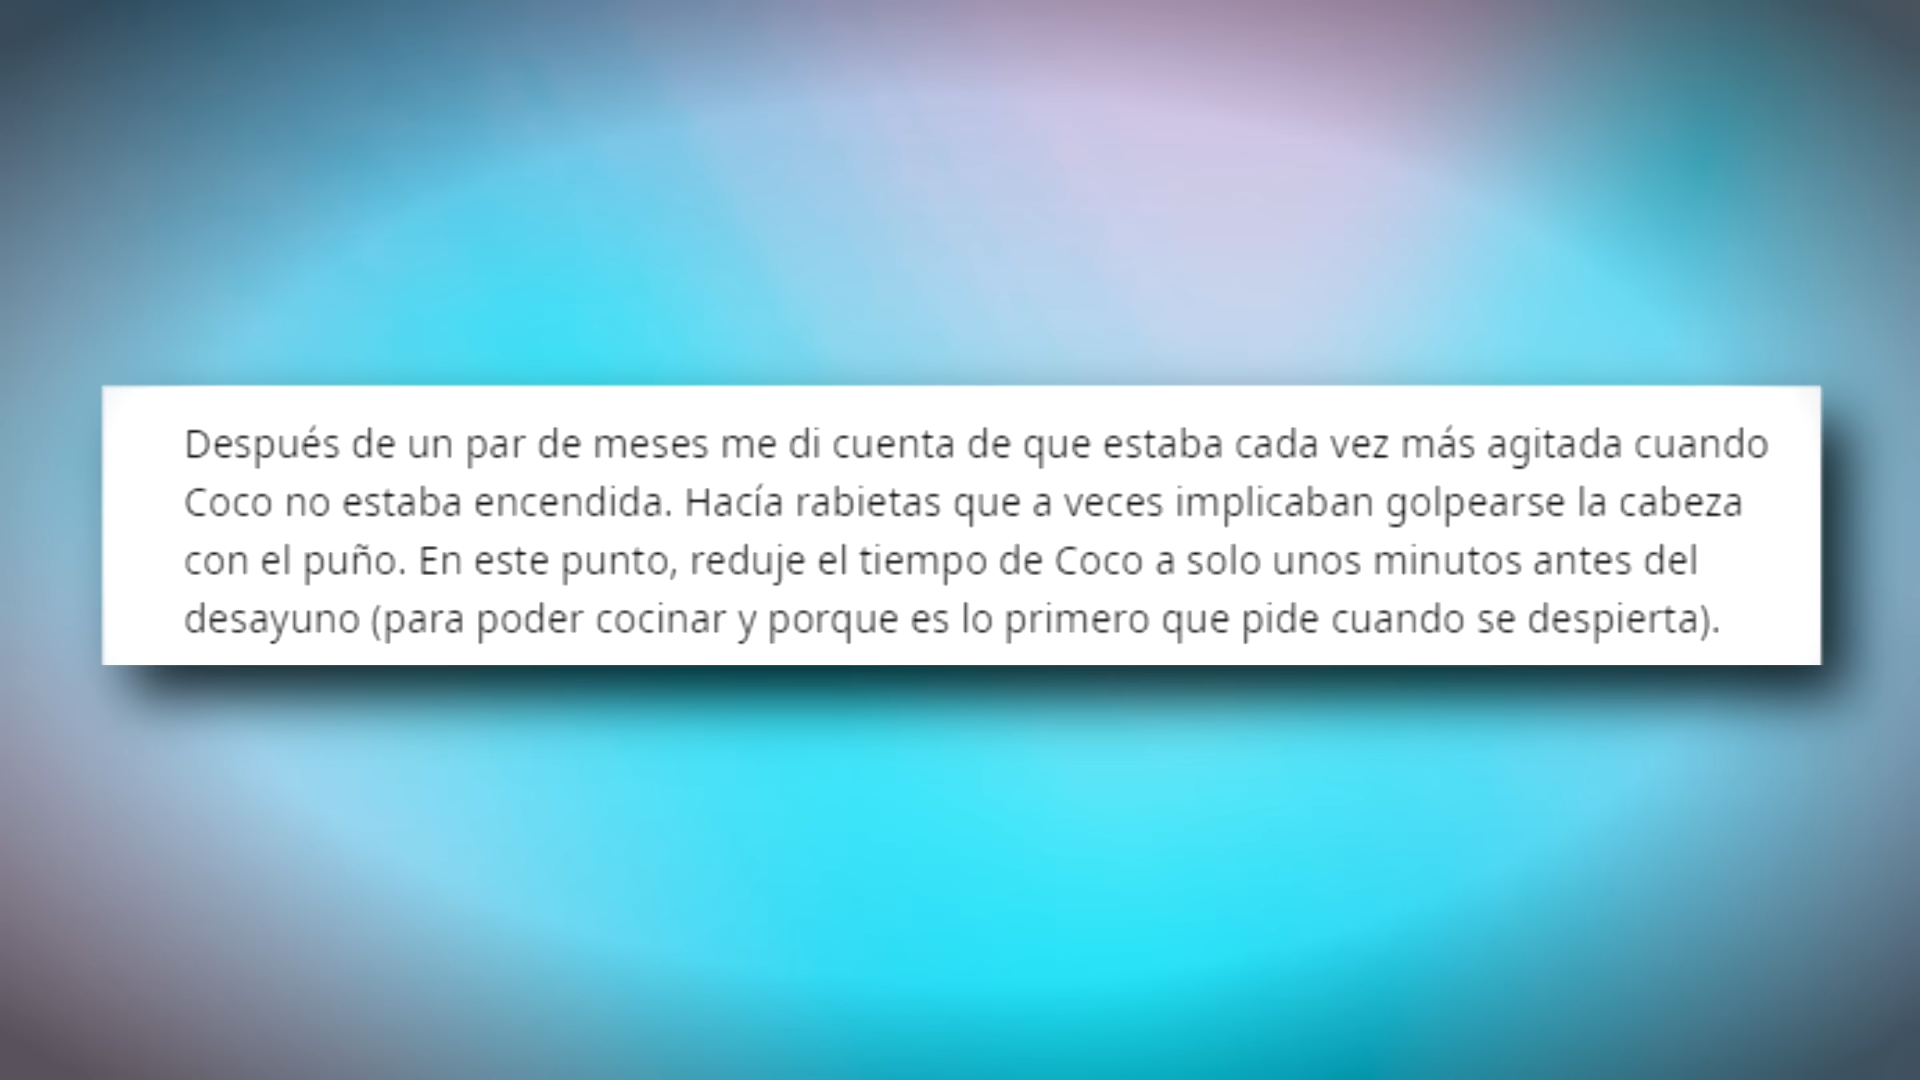 Después de un par de meses me di cuenta de que estaba cada vez más agitada cuando
Coco no estaba encendida. Hacía rabietas que a veces implicaban golpearse la cabeza
con el puño. En este punto, reduje el tiempo de Coco a solo unos minutos antes del
desayuno (para poder cocinar y porque es lo primero que pide cuando se despierta).